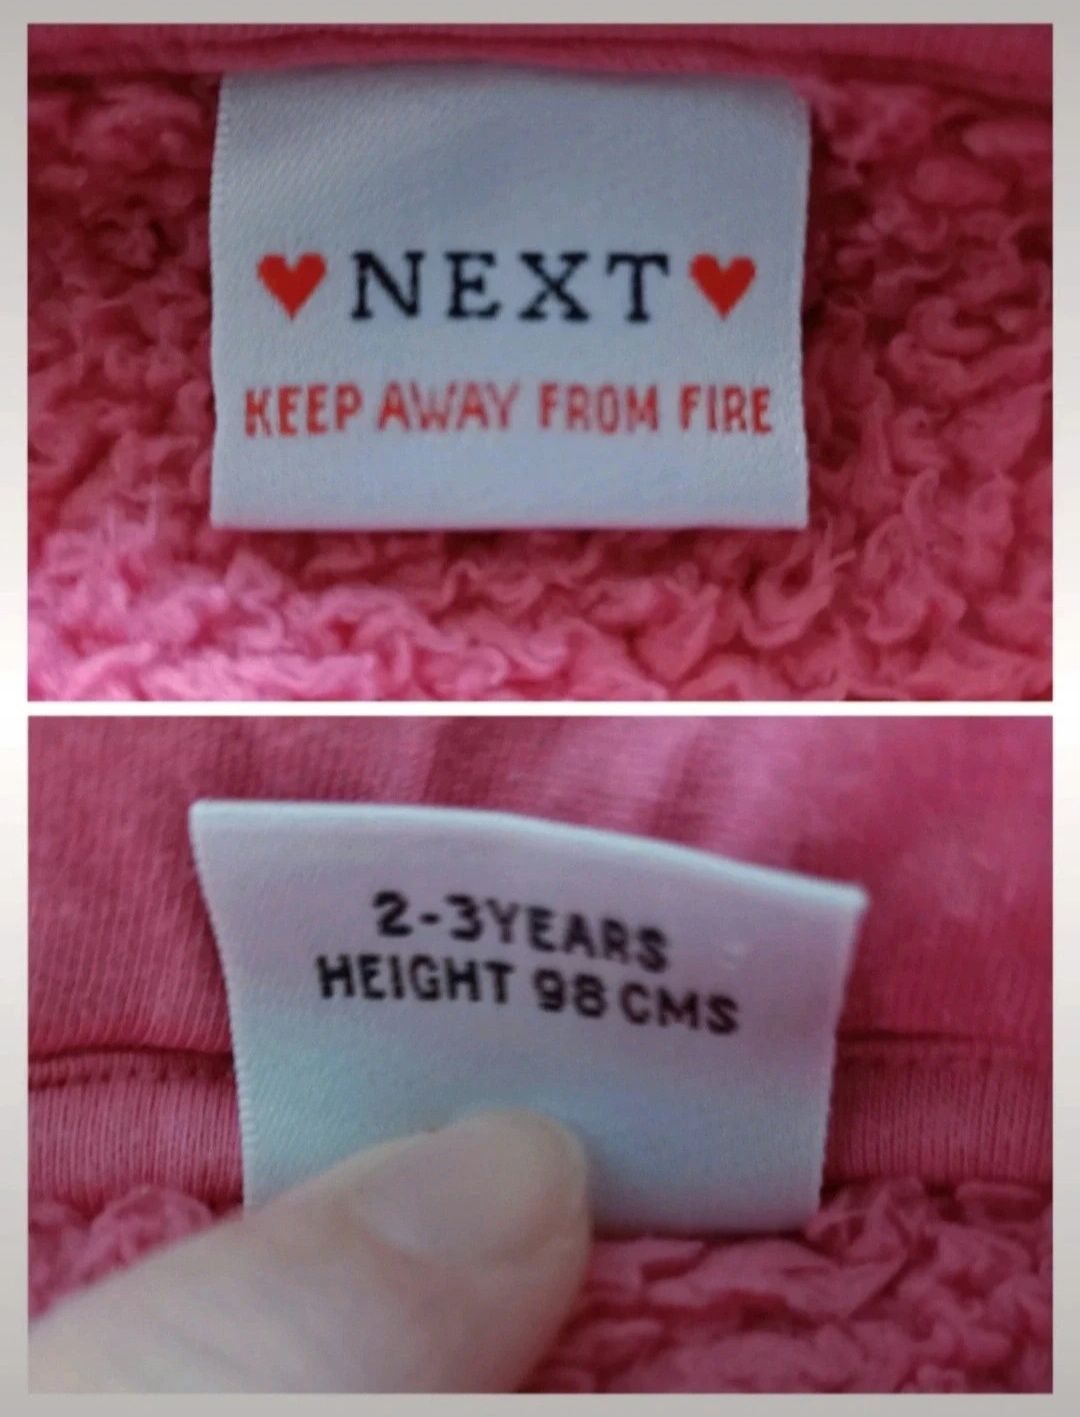 ♥ NEXT ♥
KEEP AWAY FROM FIRE
2-3YEARS
HEIGHT 98 CMS